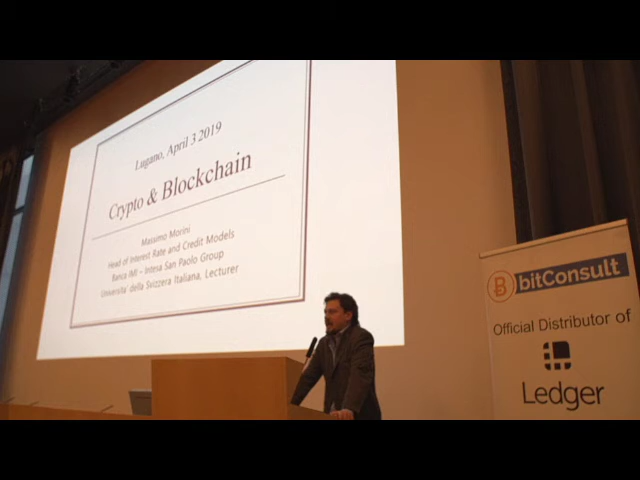 Lugano, April 3 2019
Crypto & Blockchain
Massimo Morini
Head of Interest Rate and Credit Models
Banca IMI – Intesa San Paolo Group
Universita' della Svizzera Italiana, Lecturer
bitConsult
Official Distributor of
Ledger